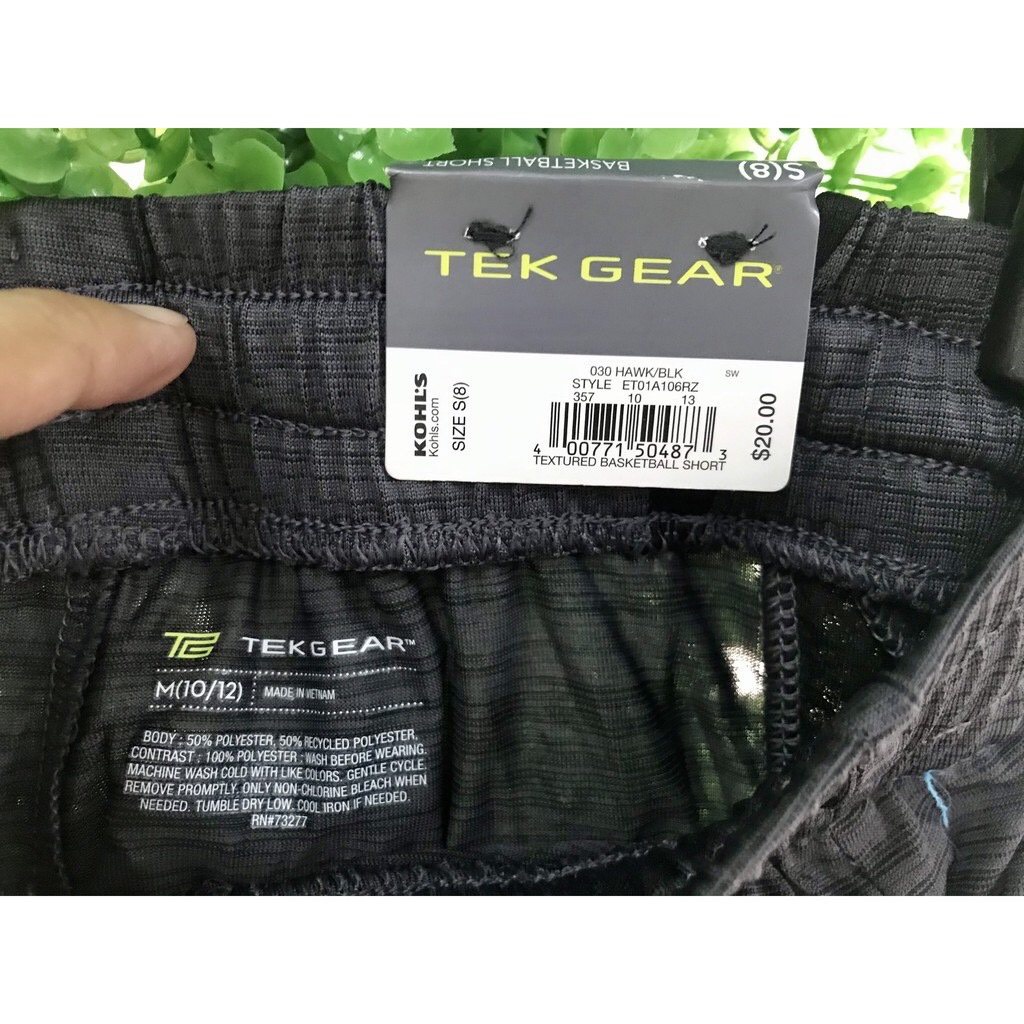 S(8)
BASKETBALL SHORT
TEK GEAR®
030 HAWK/BLK SW
STYLE ET01A106RZ
357 10 13
4 00771 50487 3
TEXTURED BASKETBALL SHORT
KOHL'S
Kohls.com
SIZE S(8)
$20.00
TEKGEAR™
M(10/12) MADE IN VIETNAM
BODY : 50% POLYESTER, 50% RECYCLED POLYESTER,
CONTRAST : 100% POLYESTER : WASH BEFORE WEARING.
MACHINE WASH COLD WITH LIKE COLORS. GENTLE CYCLE.
REMOVE PROMPTLY. ONLY NON-CHLORINE BLEACH WHEN
NEEDED. TUMBLE DRY LOW. COOL IRON IF NEEDED.
RN#73277